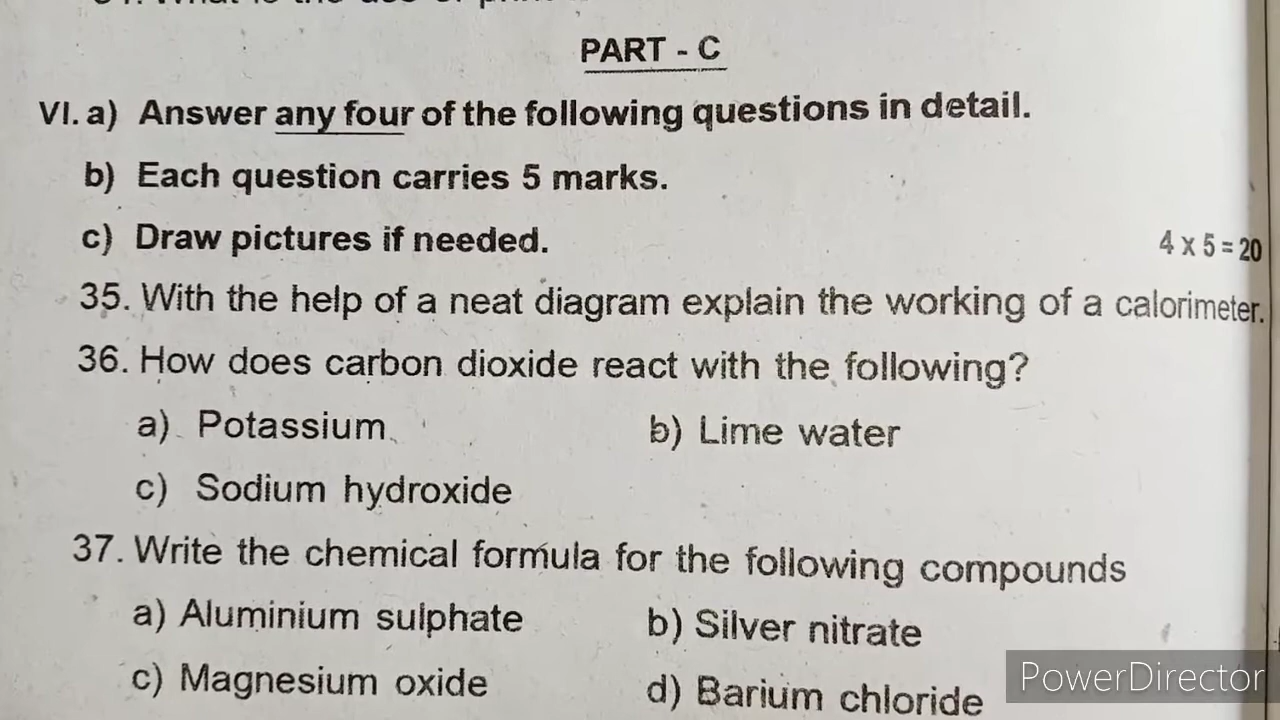 PART - C
VI. a) Answer any four of the following questions in detail.
b) Each question carries 5 marks.
c) Draw pictures if needed.
4 x 5 = 20
35. With the help of a neat diagram explain the working of a calorimeter.
36. How does carbon dioxide react with the following?
a) Potassium b) Lime water
c) Sodium hydroxide
37. Write the chemical formula for the following compounds
a) Aluminium sulphate b) Silver nitrate
c) Magnesium oxide d) Barium chloride
PowerDirector